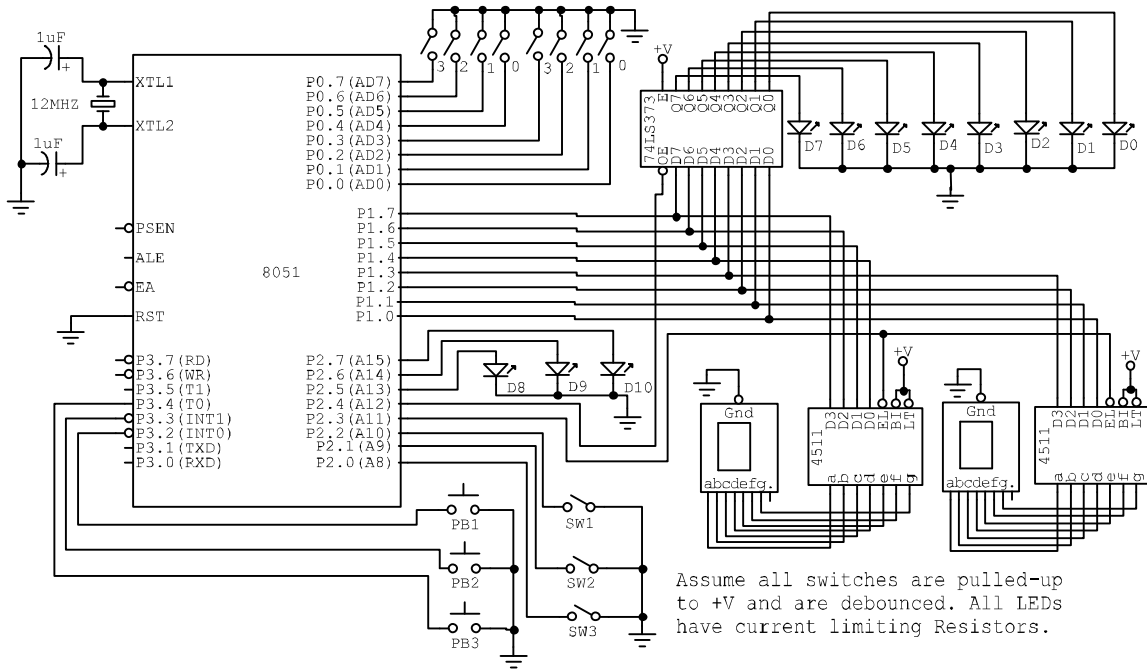 1uF
+
XTL1
12MHZ
XTL2
1uF
+
PSEN
ALE
EA
RST
P3.7(RD)
P3.6(WR)
P3.5(T1)
P3.4(T0)
P3.3(INT1)
P3.2(INT0)
P3.1(TXD)
P3.0(RXD)
8051
P0.7(AD7)
P0.6(AD6)
P0.5(AD5)
P0.4(AD4)
P0.3(AD3)
P0.2(AD2)
P0.1(AD1)
P0.0(AD0)
P1.7
P1.6
P1.5
P1.4
P1.3
P1.2
P1.1
P1.0
P2.7(A15)
P2.6(A14)
P2.5(A13)
P2.4(A12)
P2.3(A11)
P2.2(A10)
P2.1(A9)
P2.0(A8)
3 2 1 0 3 2 1 0
+V
74LS373
E Q7 Q6 Q5 Q4 Q3 Q2 Q1 Q0
OE D7 D6 D5 D4 D3 D2 D1 D0
D7 D6 D5 D4 D3 D2 D1 D0
D8 D9 D10
Gnd
abcdefg.
+V
4511
D3 D2 D1 D0 EL BI LT
a b c d e f g
Gnd
abcdefg.
+V
4511
D3 D2 D1 D0 EL BI LT
a b c d e f g
PB1
PB2
PB3
SW1
SW2
SW3
Assume all switches are pulled-up
to +V and are debounced. All LEDs
have current limiting Resistors.